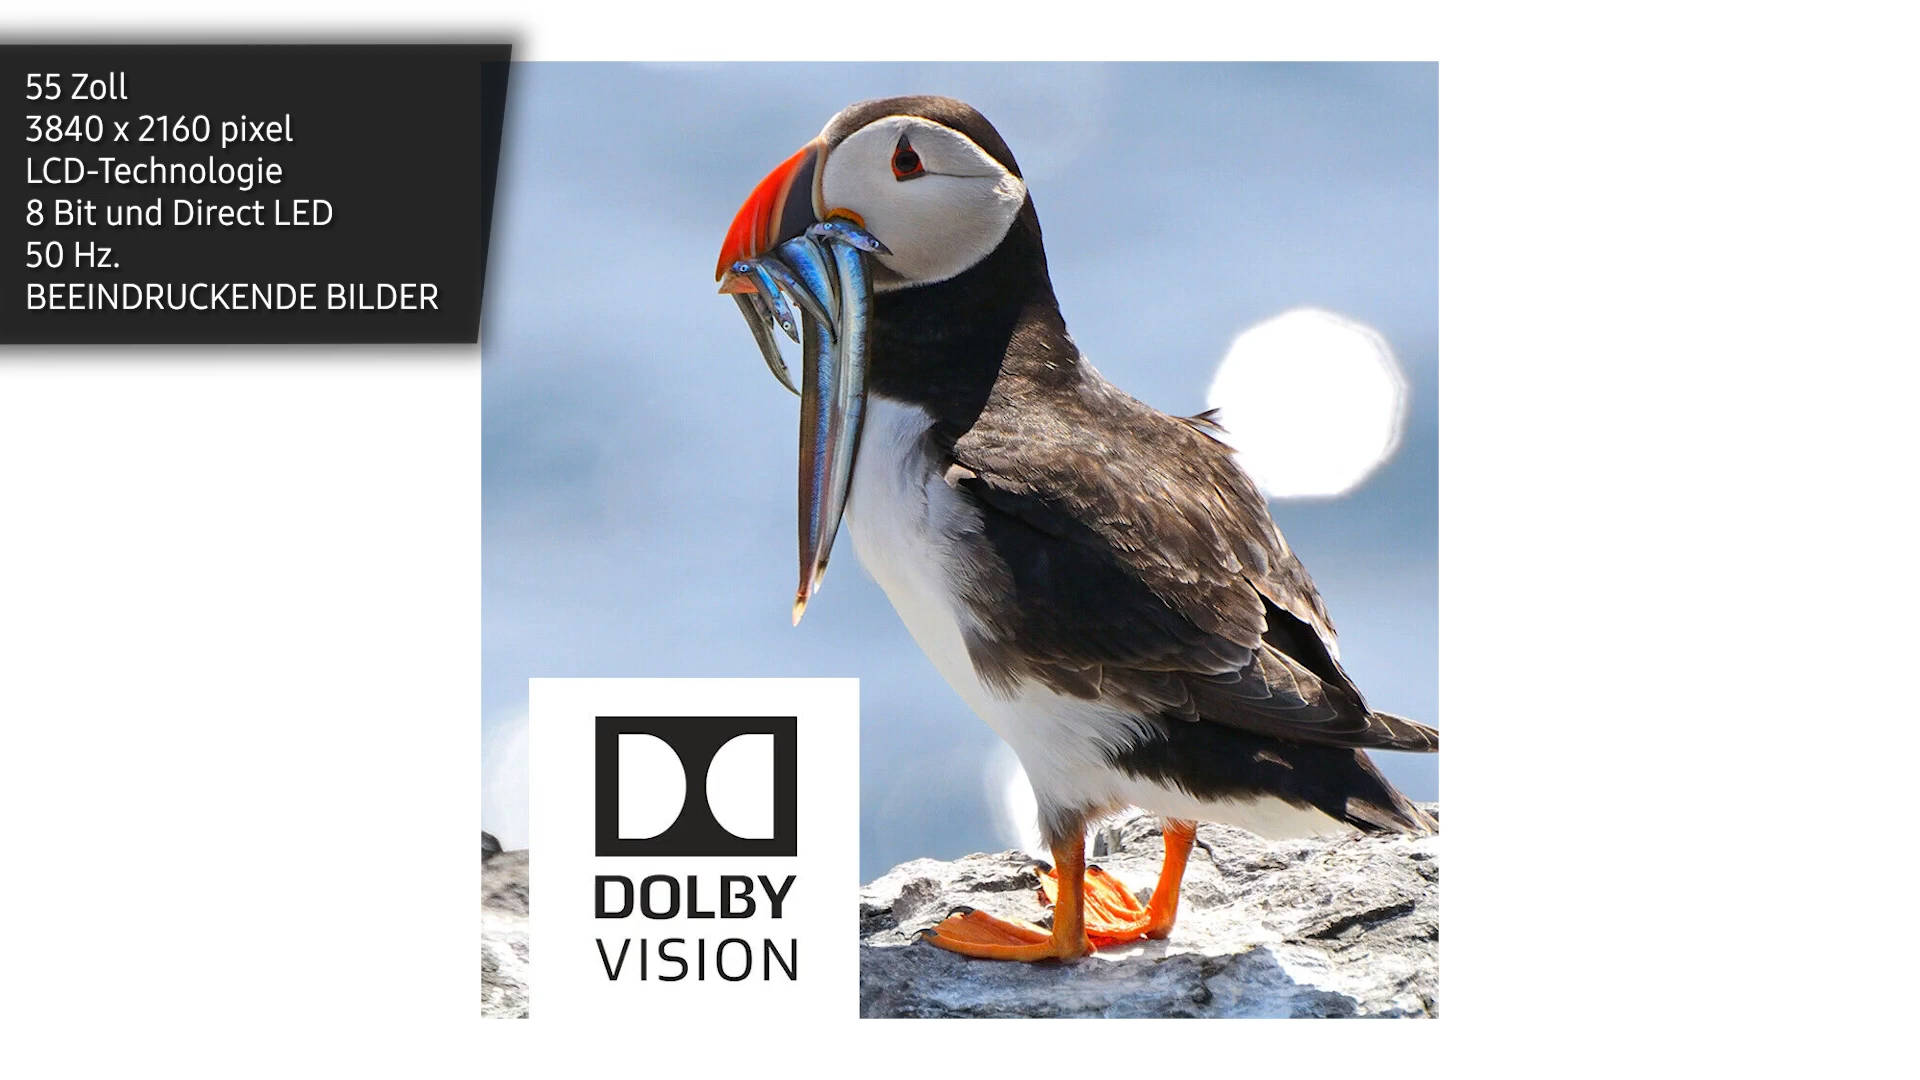 55 Zoll
3840 x 2160 pixel
LCD-Technologie
8 Bit und Direct LED
50 Hz.
BEEINDRUCKENDE BILDER
DOLBY
VISION